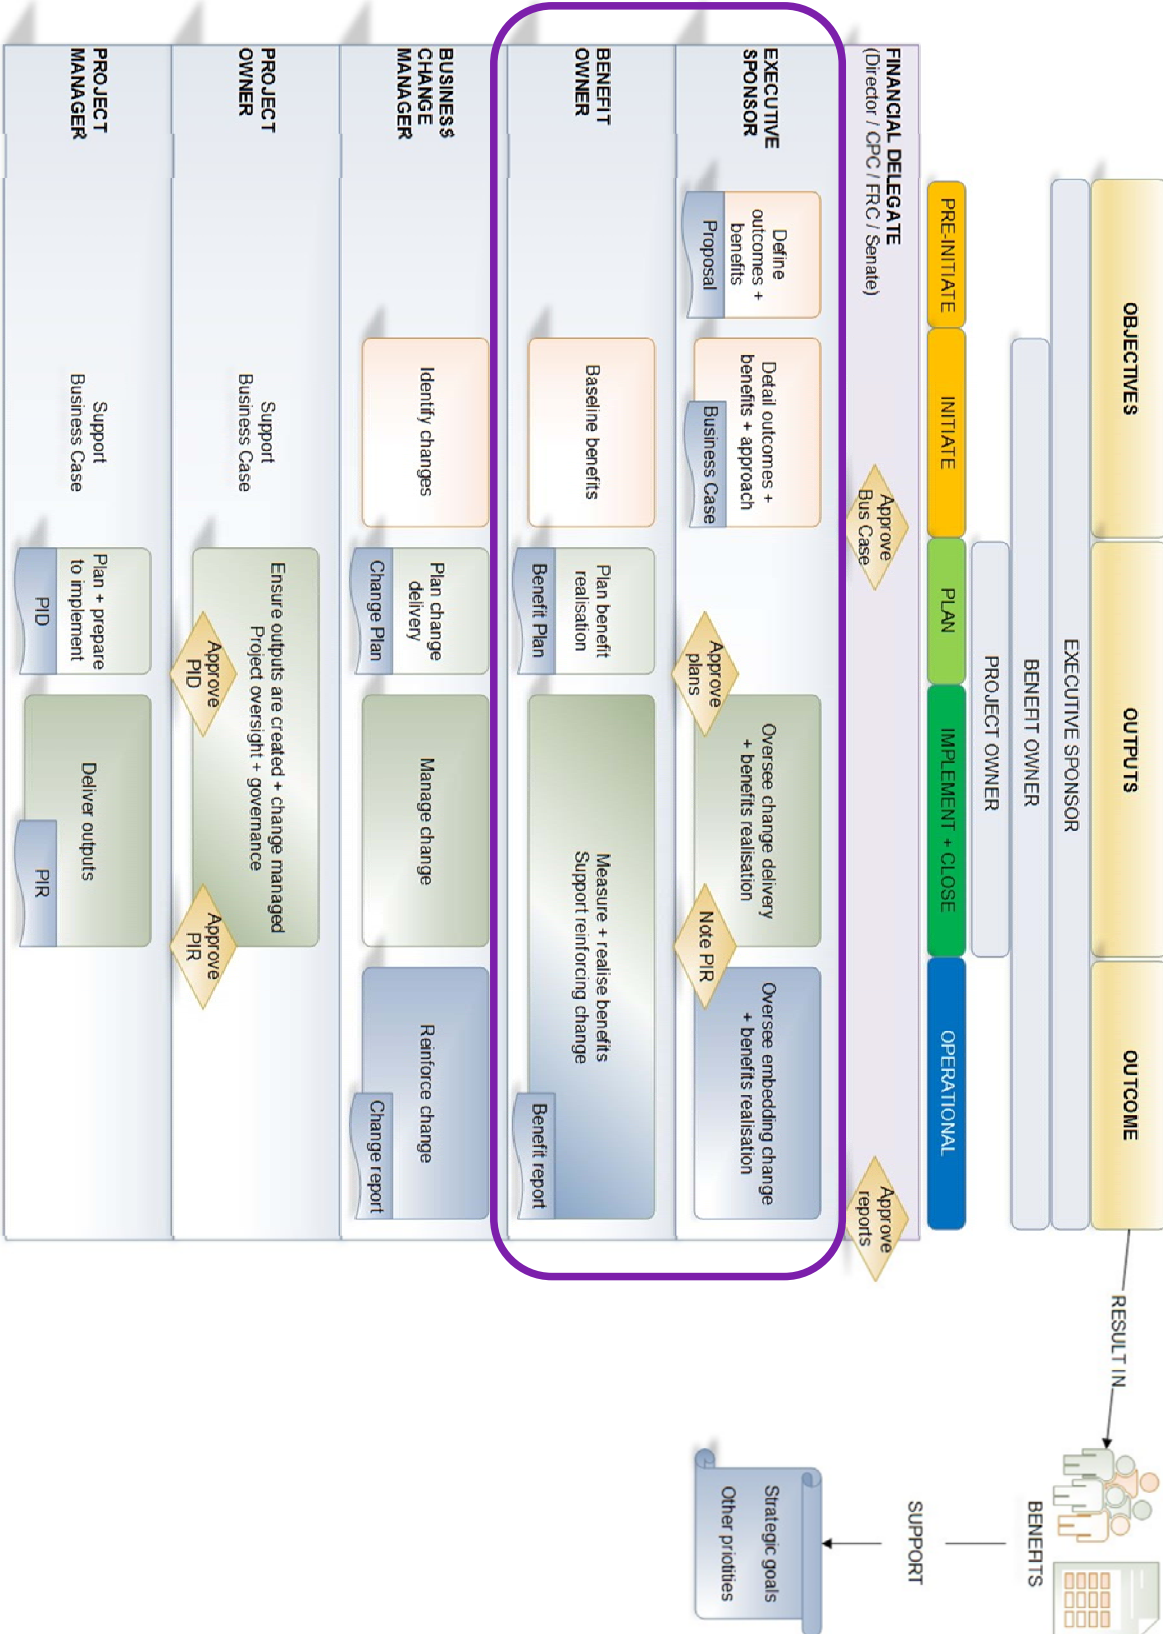 OBJECTIVES
OUTPUTS
OUTCOME
RESULT IN
BENEFITS
SUPPORT
Strategic goals
Other priotities
EXECUTIVE SPONSOR
BENEFIT OWNER
PROJECT OWNER
PRE-INITIATE
INITIATE
PLAN
IMPLEMENT + CLOSE
OPERATIONAL
FINANCIAL DELEGATE
(Director / CPC / FRC / Senate)
Approve
Bus Case
Approve
reports
EXECUTIVE
SPONSOR
Define
outcomes +
benefits
Proposal
Detail outcomes +
benefits + approach
Business Case
Approve
plans
Oversee change delivery
+ benefits realisation
Note PIR
Oversee embedding change
+ benefits realisation
BENEFIT
OWNER
Baseline benefits
Plan benefit
realisation
Benefit Plan
Measure + realise benefits
Support reinforcing change
Benefit report
BUSINESS
CHANGE
MANAGER
Identify changes
Plan change
delivery
Change Plan
Manage change
Reinforce change
Change report
PROJECT
OWNER
Support
Business Case
Ensure outputs are created + change managed
Project oversight + governance
Approve
PID
Approve
PIR
PROJECT
MANAGER
Support
Business Case
Plan + prepare
to implement
PID
Deliver outputs
PIR